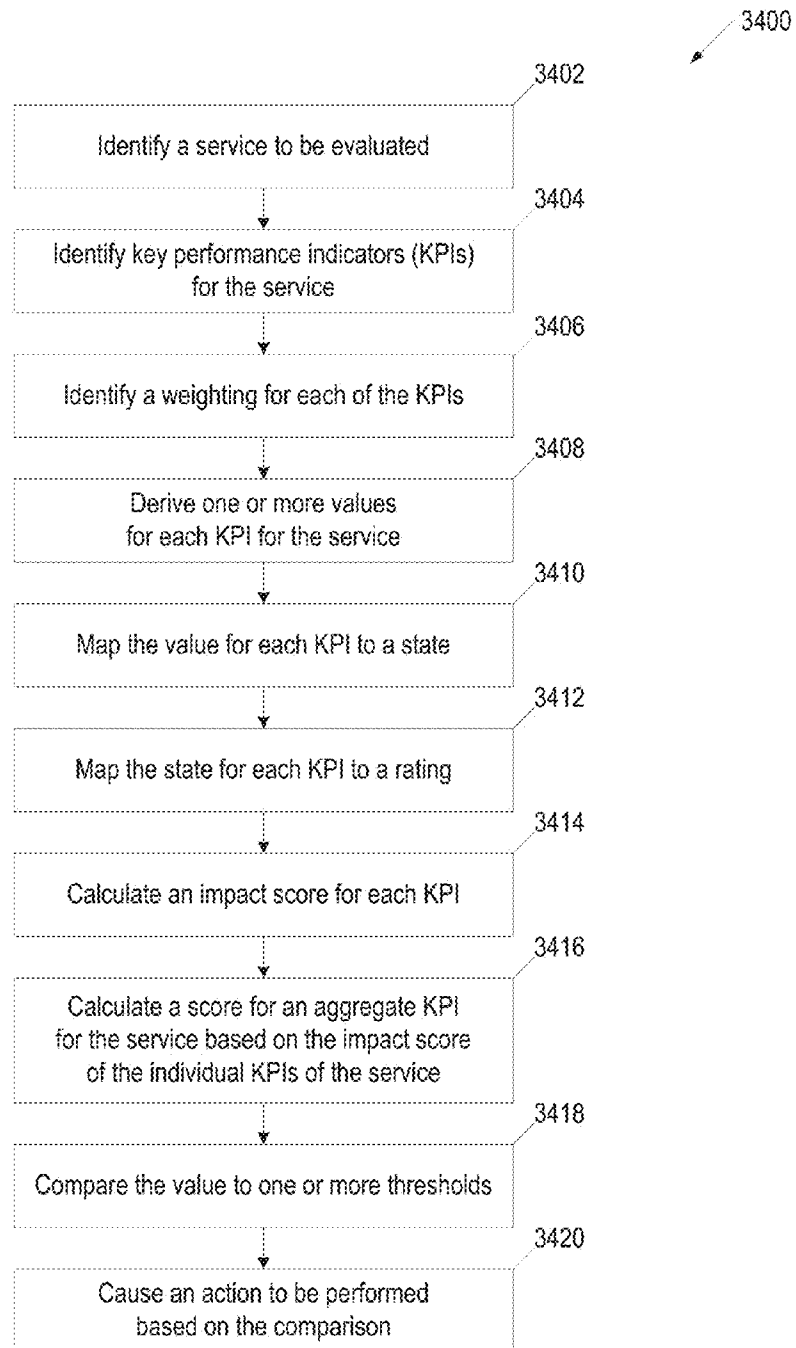 3400
3402
Identify a service to be evaluated
3404
Identify key performance indicators (KPIs)
for the service
3406
Identify a weighting for each of the KPIs
3408
Derive one or more values
for each KPI for the service
3410
Map the value for each KPI to a state
3412
Map the state for each KPI to a rating
3414
Calculate an impact score for each KPI
3416
Calculate a score for an aggregate KPI
for the service based on the impact score
of the individual KPIs of the service
3418
Compare the value to one or more thresholds
3420
Cause an action to be performed
based on the comparison